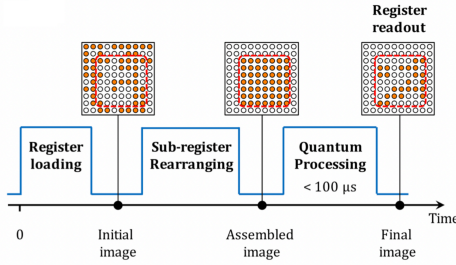 Register
readout
Register
loading
Sub-register
Rearranging
Quantum
Processing
< 100 μs
Time
0
Initial
image
Assembled
image
Final
image